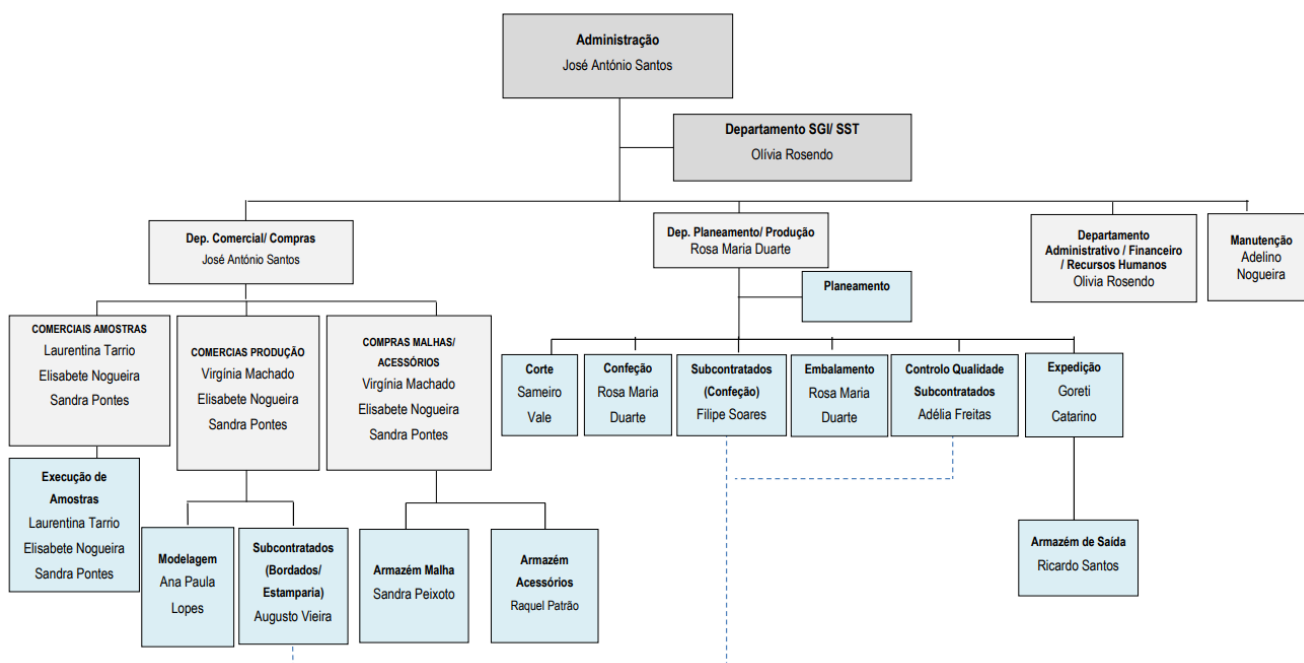 Administração
José António Santos
Departamento SGI/ SST
Olívia Rosendo
Dep. Comercial/ Compras
José António Santos
Dep. Planeamento/ Produção
Rosa Maria Duarte
Departamento
Administrativo / Financeiro
/ Recursos Humanos
Olivia Rosendo
Manutenção
Adelino
Nogueira
Planeamento
COMERCIAIS AMOSTRAS
Laurentina Tarrio
Elisabete Nogueira
Sandra Pontes
COMERCIAS PRODUÇÃO
Virgínia Machado
Elisabete Nogueira
Sandra Pontes
COMPRAS MALHAS/
ACESSÓRIOS
Virgínia Machado
Elisabete Nogueira
Sandra Pontes
Corte
Sameiro
Vale
Confeção
Rosa Maria
Duarte
Subcontratados
(Confeção)
Filipe Soares
Embalamento
Rosa Maria
Duarte
Controlo Qualidade
Subcontratados
Adélia Freitas
Expedição
Goreti
Catarino
Execução de
Amostras
Laurentina Tarrio
Elisabete Nogueira
Sandra Pontes
Modelagem
Ana Paula
Lopes
Subcontratados
(Bordados/
Estamparia)
Augusto Vieira
Armazém Malha
Sandra Peixoto
Armazém
Acessórios
Raquel Patrão
Armazém de Saída
Ricardo Santos